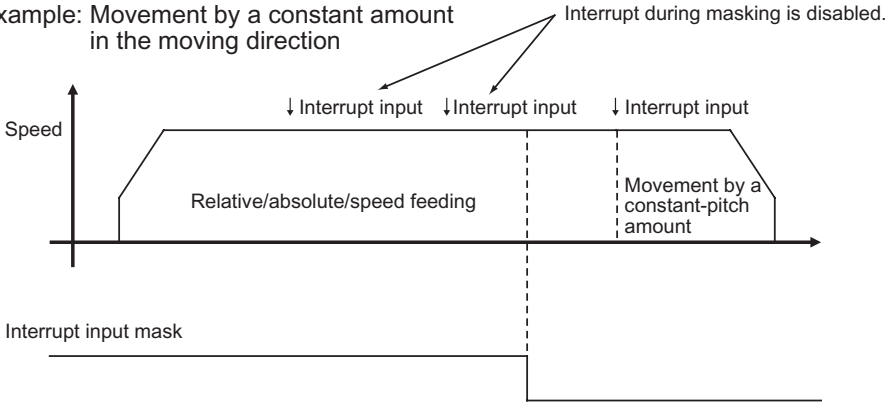 xample: Movement by a constant amount
in the moving direction
Interrupt during masking is disabled.
↓ Interrupt input ↓Interrupt input ↓ Interrupt input
Speed
Relative/absolute/speed feeding
Movement by a
constant-pitch
amount
Interrupt input mask